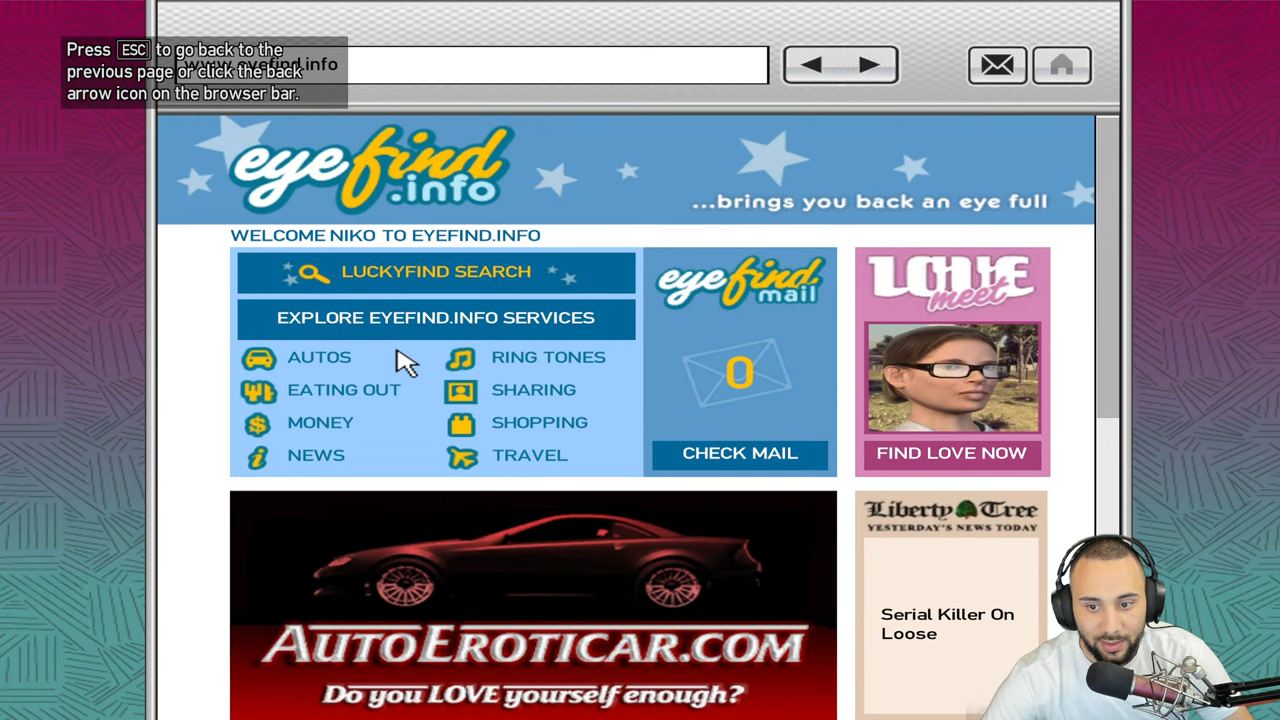 Press ESC to go back to the
previous page or click the back
arrow icon on the browser bar.
www.eyefind.info
eyefind
.info
...brings you back an eye full
WELCOME NIKO TO EYEFIND.INFO
LUCKYFIND SEARCH
EXPLORE EYEFIND.INFO SERVICES
AUTOS
RING TONES
EATING OUT
SHARING
MONEY
SHOPPING
NEWS
TRAVEL
eyefind
mail
0
CHECK MAIL
LOVE
meet
FIND LOVE NOW
AUTOEROTICAR.COM
Do you LOVE yourself enough?
Liberty Tree
YESTERDAY'S NEWS TODAY
Serial Killer On
Loose